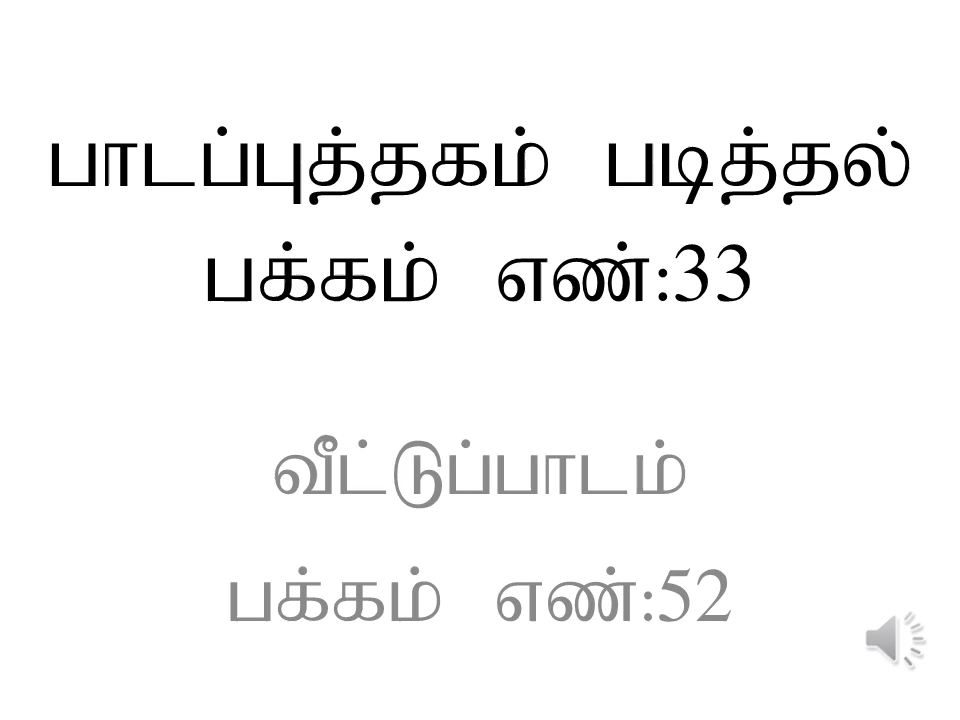 பாடப்புத்தகம் படித்தல்
பக்கம் எண்:33
வீட்டுப்பாடம்
பக்கம் எண்:52